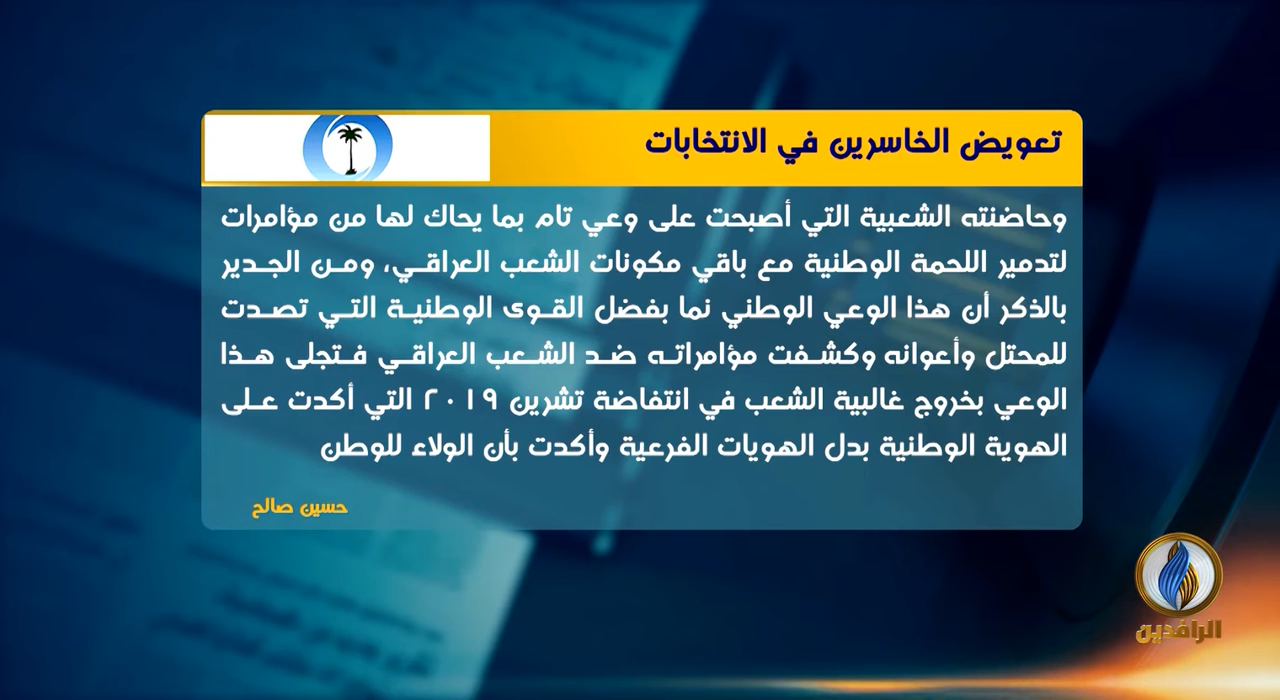 تعويض الخاسرين في الانتخابات
وحاضنته الشعبية التي أصبحت على وعي تام بما يحاك لها من مؤامرات
لتدمير اللحمة الوطنية مع باقي مكونات الشعب العراقي، ومن الجدير
بالذكر أن هذا الوعي الوطني نما بفضل القوى الوطنية التي تصدت
للمحتل وأعوانه وكشفت مؤامراته ضد الشعب العراقي فتجلى هذا
الوعي بخروج غالبية الشعب في انتفاضة تشرين ٢٠١٩ التي أكدت على
الهوية الوطنية بدل الهويات الفرعية وأكدت بأن الولاء للوطن
حسين صالح
الرافدين